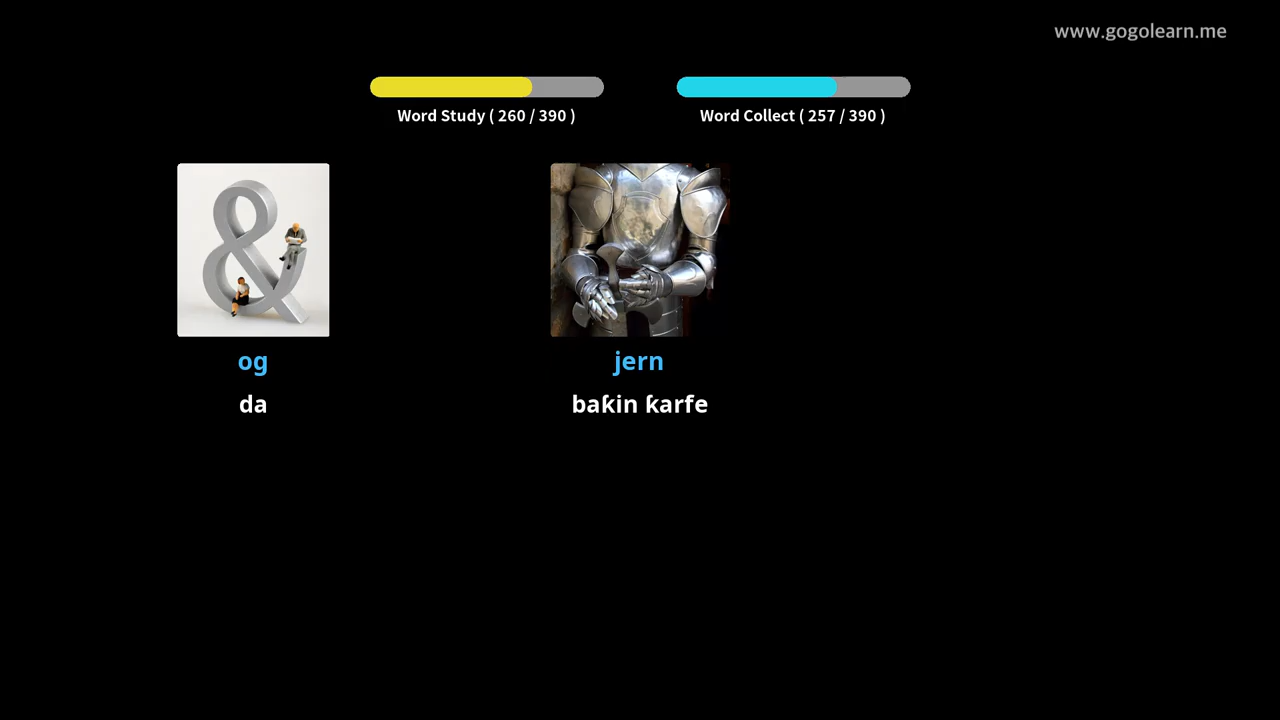 www.gogolearn.me
Word Study ( 260 / 390 )
Word Collect ( 257 / 390 )
&
og
jern
da
baƙin ƙarfe